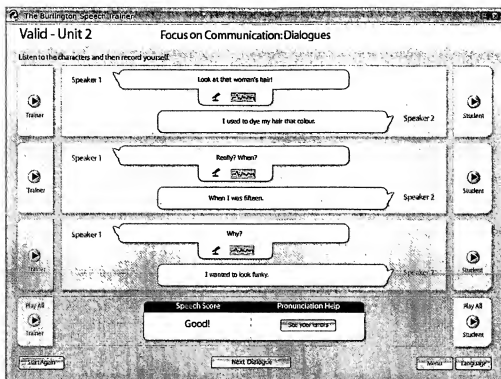 The Burlington Speech Trainer
Valid - Unit 2
Focus on Communication: Dialogues
Listen to the characters and then record yourself.
Speaker 1
Look at that woman's hair!
Trainer
I used to dye my hair that colour.
Speaker 2
Student
Speaker 1
Really? When?
Trainer
When I was fifteen.
Speaker 2
Student
Speaker 1
Why?
Trainer
I wanted to look funky.
Speaker 2
Student
Play All
Trainer
Speech Score
Pronunciation Help
Good!
See your errors
Play All
Student
Start Again
Next Dialogue
Menu
Language